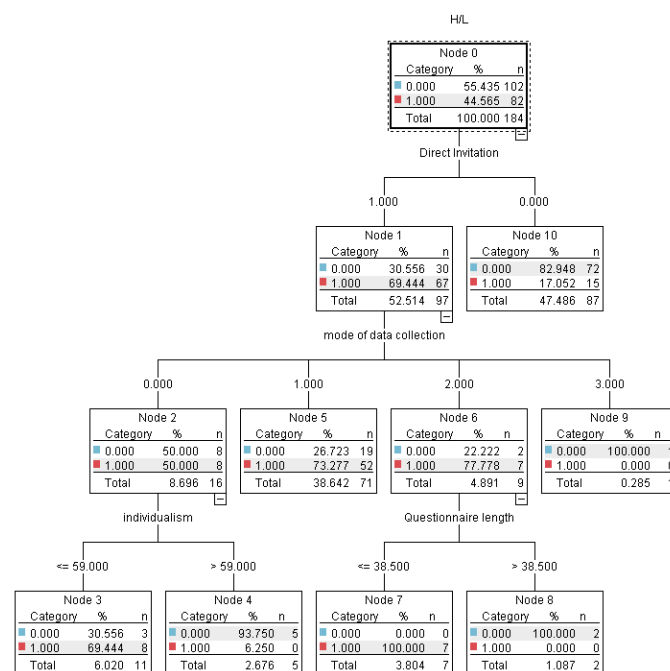 H/L
Node 0
Category % n
0.000 55.435 102
1.000 44.565 82
Total 100.000 184
Direct Invitation
1.000 0.000
Node 1
Category % n
0.000 30.556 30
1.000 69.444 67
Total 52.514 97
Node 10
Category % n
0.000 82.948 72
1.000 17.052 15
Total 47.486 87
mode of data collection
0.000 1.000 2.000 3.000
Node 2
Category % n
0.000 50.000 8
1.000 50.000 8
Total 8.696 16
Node 5
Category % n
0.000 26.723 19
1.000 73.277 52
Total 38.642 71
Node 6
Category % n
0.000 22.222 2
1.000 77.778 7
Total 4.891 9
Node 9
Category % n
0.000 100.000
1.000 0.000
Total 0.285
individualism
Questionnaire length
<= 59.000 > 59.000 <= 38.500 > 38.500
Node 3
Category % n
0.000 30.556 3
1.000 69.444 8
Total 6.020 11
Node 4
Category % n
0.000 93.750 5
1.000 6.250 0
Total 2.676 5
Node 7
Category % n
0.000 0.000 0
1.000 100.000 7
Total 3.804 7
Node 8
Category % n
0.000 100.000 2
1.000 0.000 0
Total 1.087 2